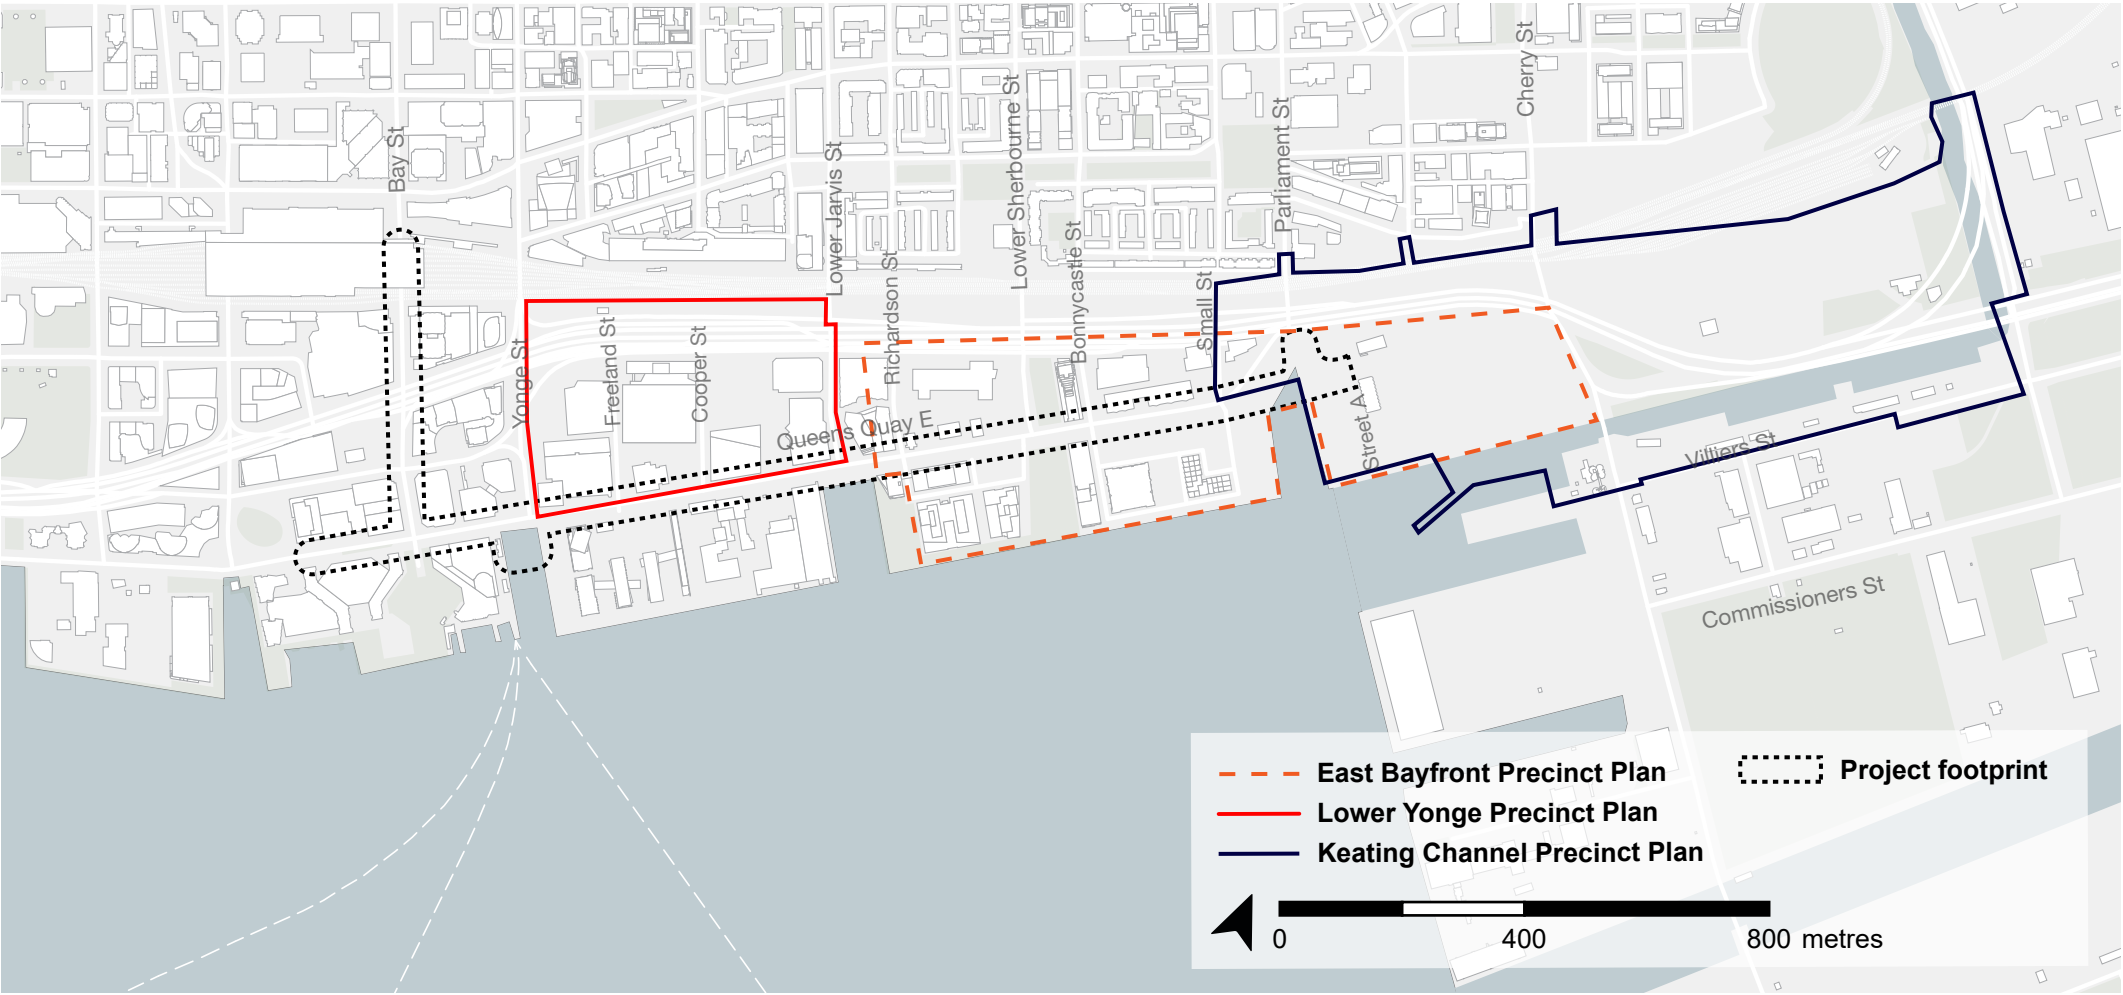 Bay St
Yonge St
Freeland St
Cooper St
Lower Jarvis St
Richardson St
Lower Sherbourne St
Bonnycastle St
Small St
Parliament St
Cherry St
Queens Quay E
Street A
Villiers St
Commissioners St
East Bayfront Precinct Plan
Lower Yonge Precinct Plan
Keating Channel Precinct Plan
Project footprint
0 400 800 metres